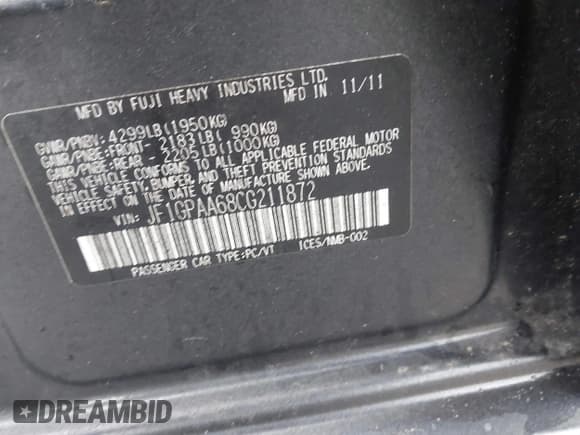 MFD BY FUJI HEAVY INDUSTRIES LTD.
MFD IN 11/11
GVWR/PNBV: 4299LB(1950KG)
GAWR/PNBE:FRONT- 2183LB( 990KG)
GAWR/PNBE:REAR - 2205LB(1000KG)
THIS VEHICLE CONFORMS TO ALL APPLICABLE FEDERAL MOTOR
VEHICLE SAFETY, BUMPER, AND THEFT PREVENTION STANDARDS
IN EFFECT ON THE DATE OF MANUFACTURE SHOWN ABOVE.
VIN: JF1GPAA68CG211872
PASSENGER CAR TYPE:PC/VT ICES/NMB-002
DREAMBID